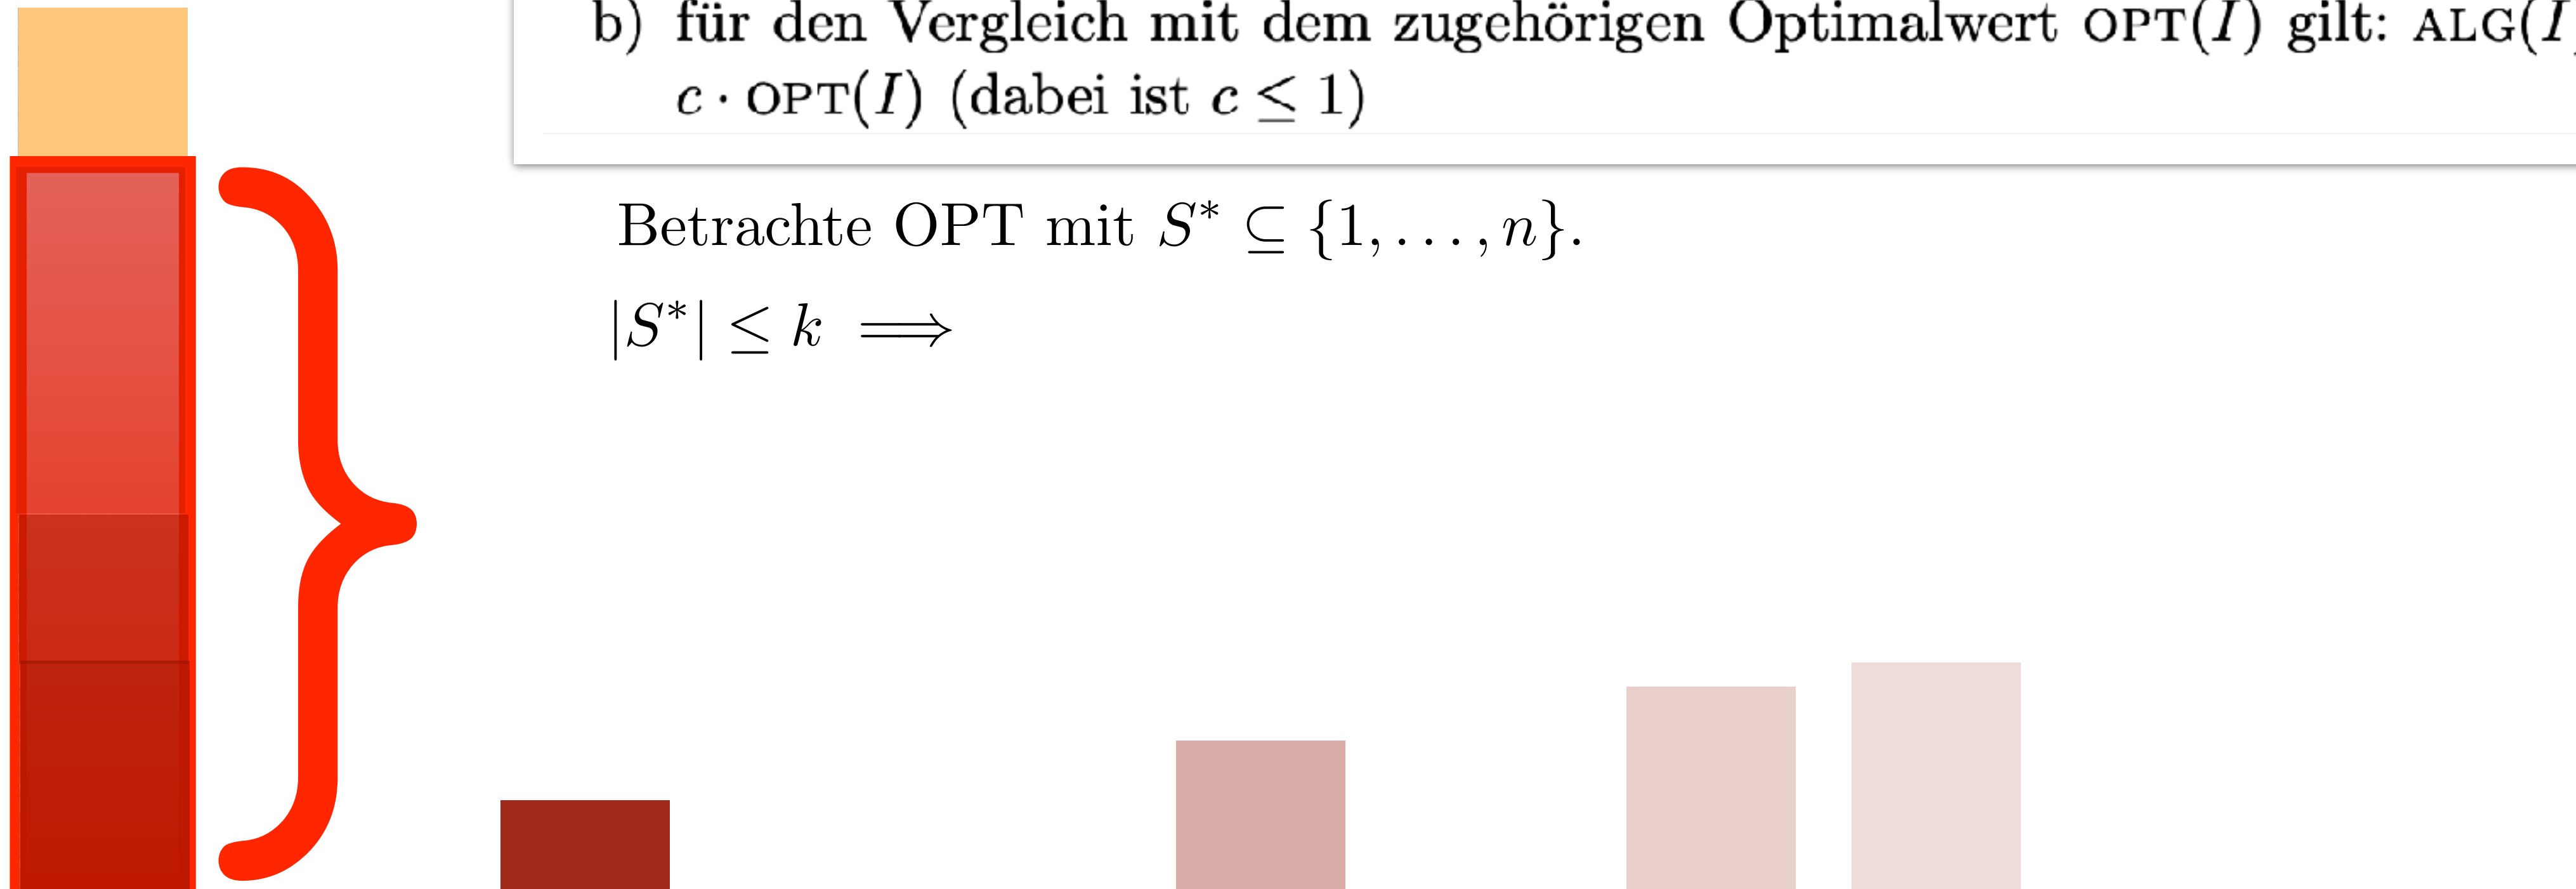 b) für den Vergleich mit dem zugehörigen Optimalwert OPT(I) gilt: ALG(I)
c · OPT(I) (dabei ist c ≤ 1)
Betrachte OPT mit S* ⊆ {1, . . . , n}.
|S*| ≤ k ⟹